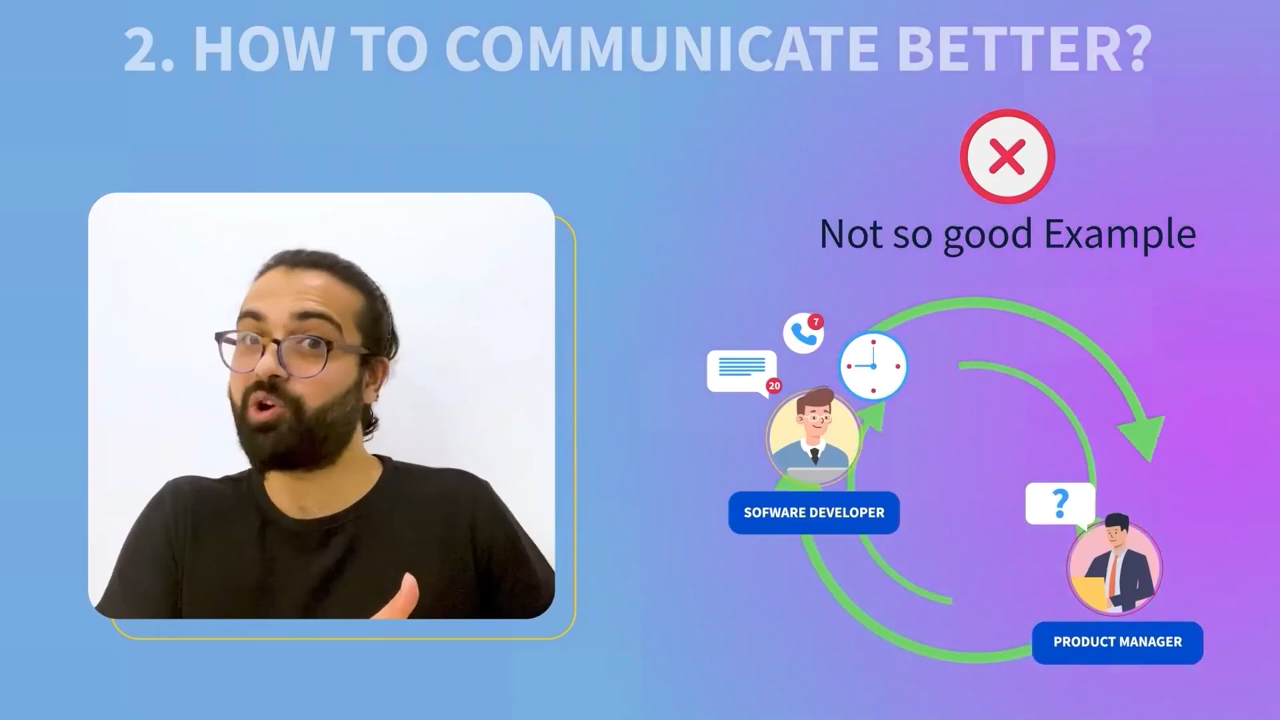 2. HOW TO COMMUNICATE BETTER?
Not so good Example
7
20
SOFWARE DEVELOPER
?
PRODUCT MANAGER